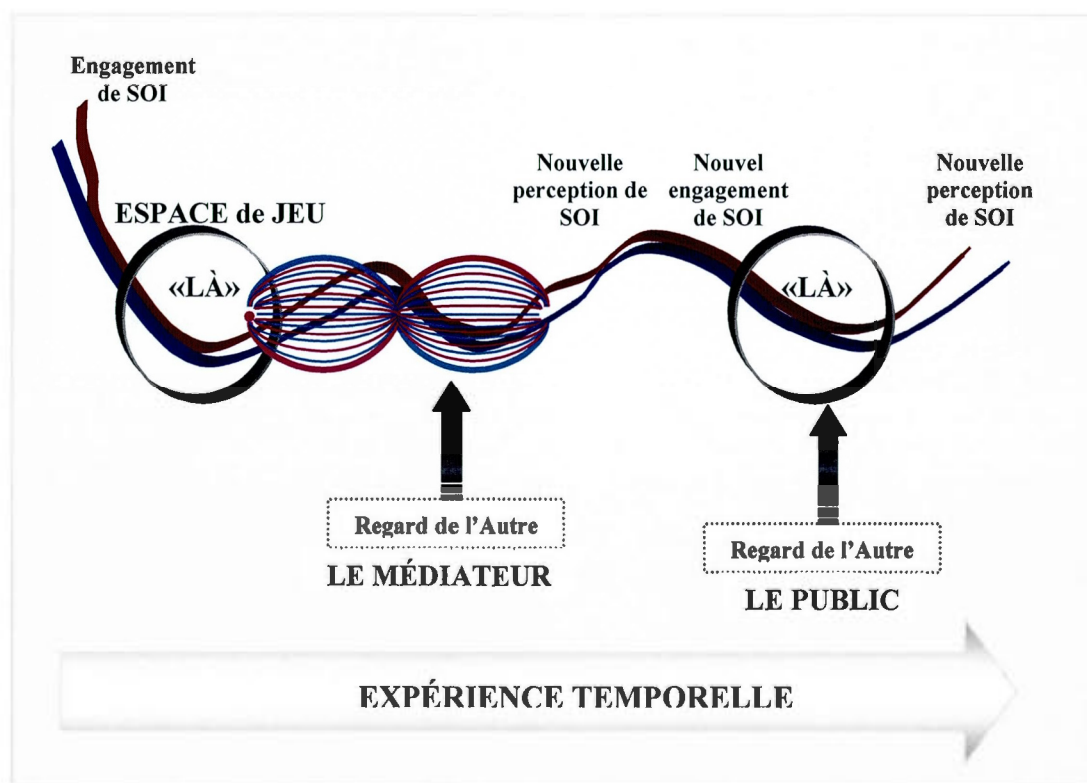 Engagement
de SOI
Nouvelle
perception de
SOI
Nouvel
engagement
de SOI
Nouvelle
perception
de SOI
ESPACE de JEU
«LÀ»
«LÀ»
Regard de l'Autre
LE MÉDIATEUR
Regard de l'Autre
LE PUBLIC
EXPÉRIENCE TEMPORELLE